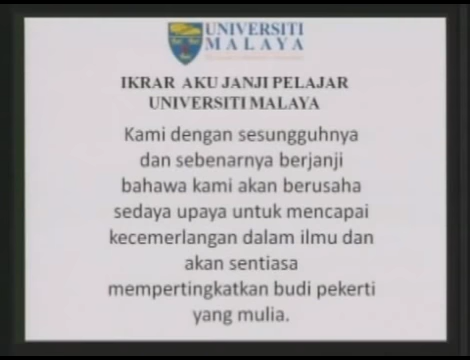 UNIVERSITI
MALAYA
IKRAR AKU JANJI PELAJAR
UNIVERSITI MALAYA
Kami dengan sesungguhnya
dan sebenarnya berjanji
bahawa kami akan berusaha
sedaya upaya untuk mencapai
kecemerlangan dalam ilmu dan
akan sentiasa
mempertingkatkan budi pekerti
yang mulia.